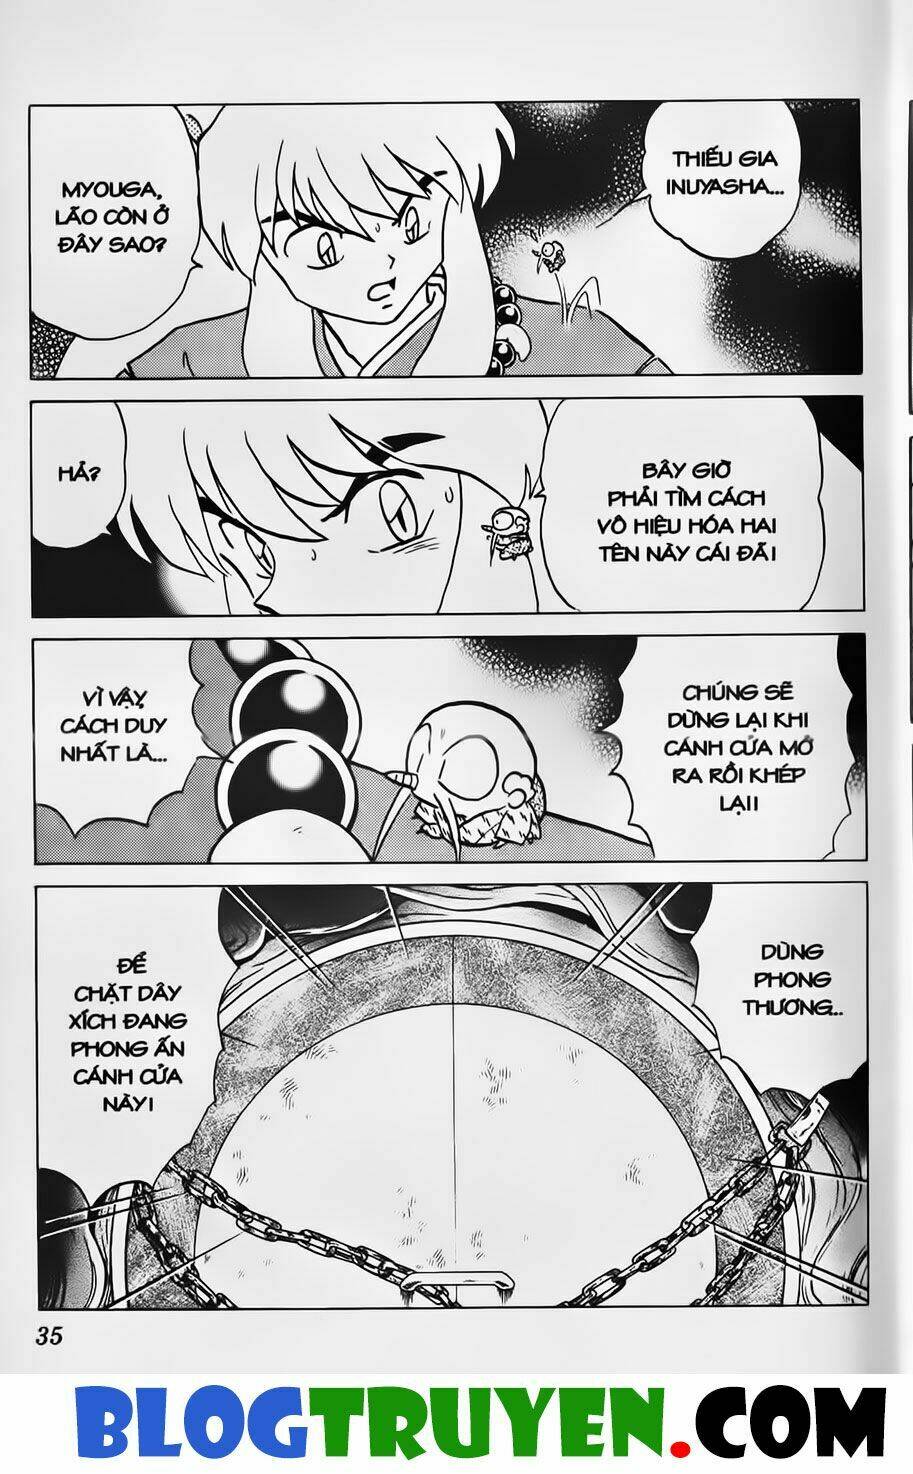 THIẾU GIA
INUYASHA...
MYOUGA,
LÃO CÒN Ở
ĐÂY SAO?
BÂY GIỜ
PHẢI TÌM CÁCH
VÔ HIỆU HÓA HAI
TÊN NÀY CÁI ĐÃ!
HẢ?
CHÚNG SẼ
DỪNG LẠI KHI
CÁNH CỬA MỞ
RA RỒI KHÉP
LẠI!
VÌ VẬY,
CÁCH DUY
NHẤT LÀ...
DÙNG
PHONG
THƯƠNG...
ĐỂ
CHẶT DÂY
XÍCH ĐANG
PHONG ẤN
CÁNH CỬA
NÀY!
35
BLOGTRUYEN.COM